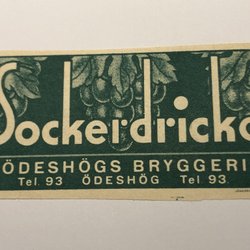 Sockerdricka
ÖDESHÖGS BRYGGERI
Tel 93 ÖDESHÖG Tel 93